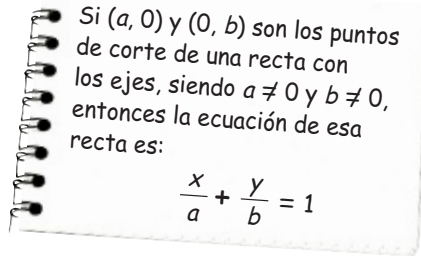 Si (a, 0) y (0, b) son los puntos
de corte de una recta con
los ejes, siendo a ≠ 0 y b ≠ 0,
entonces la ecuación de esa
recta es:
x/a + y/b = 1